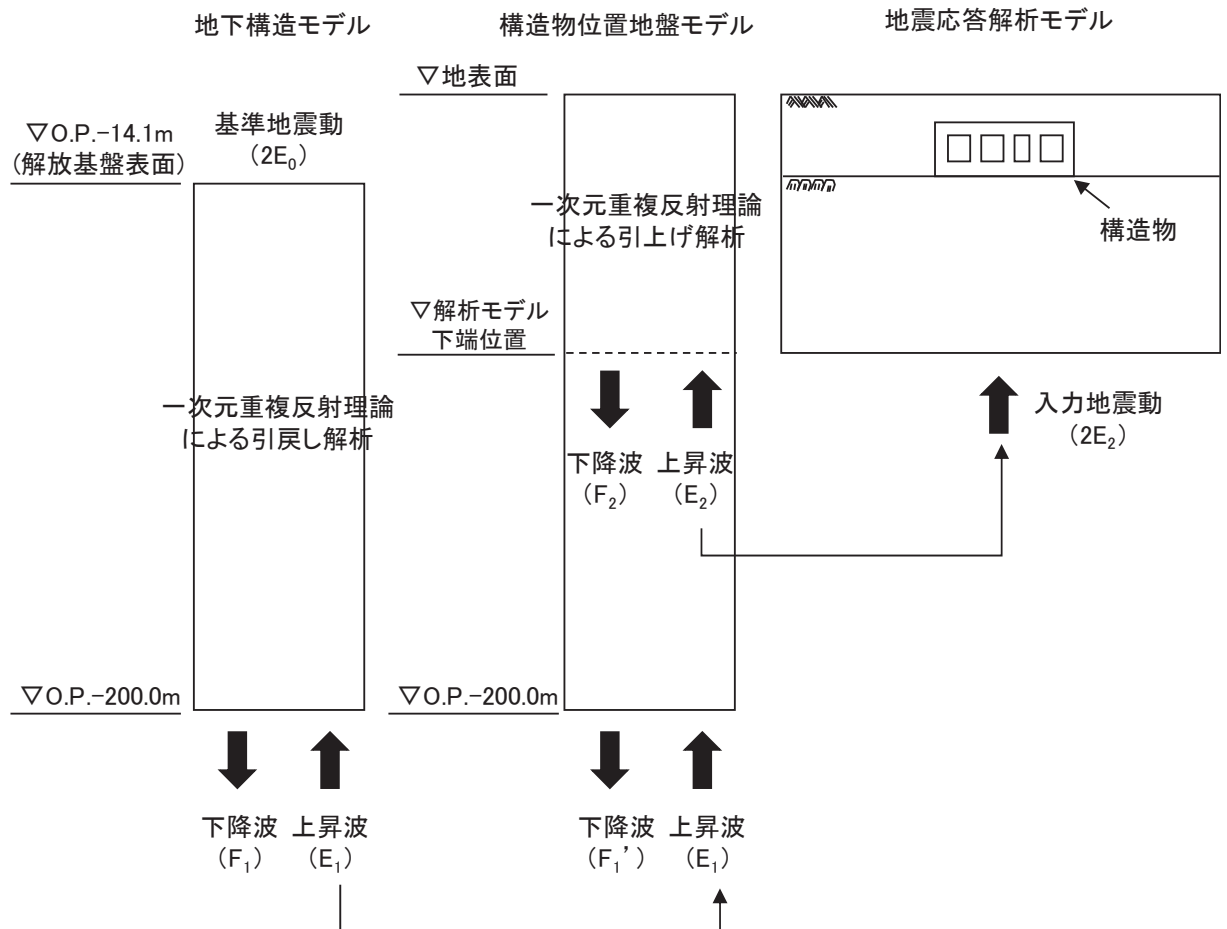 地下構造モデル
構造物位置地盤モデル
地震応答解析モデル
▽O.P.-14.1m
(解放基盤表面)
基準地震動
(2E₀)
一次元重複反射理論
による引戻し解析
▽O.P.-200.0m
下降波
(F₁)
上昇波
(E₁)
▽地表面
一次元重複反射理論
による引上げ解析
▽解析モデル
下端位置
下降波
(F₂)
上昇波
(E₂)
▽O.P.-200.0m
下降波
(F₁’)
上昇波
(E₁)
構造物
入力地震動
(2E₂)